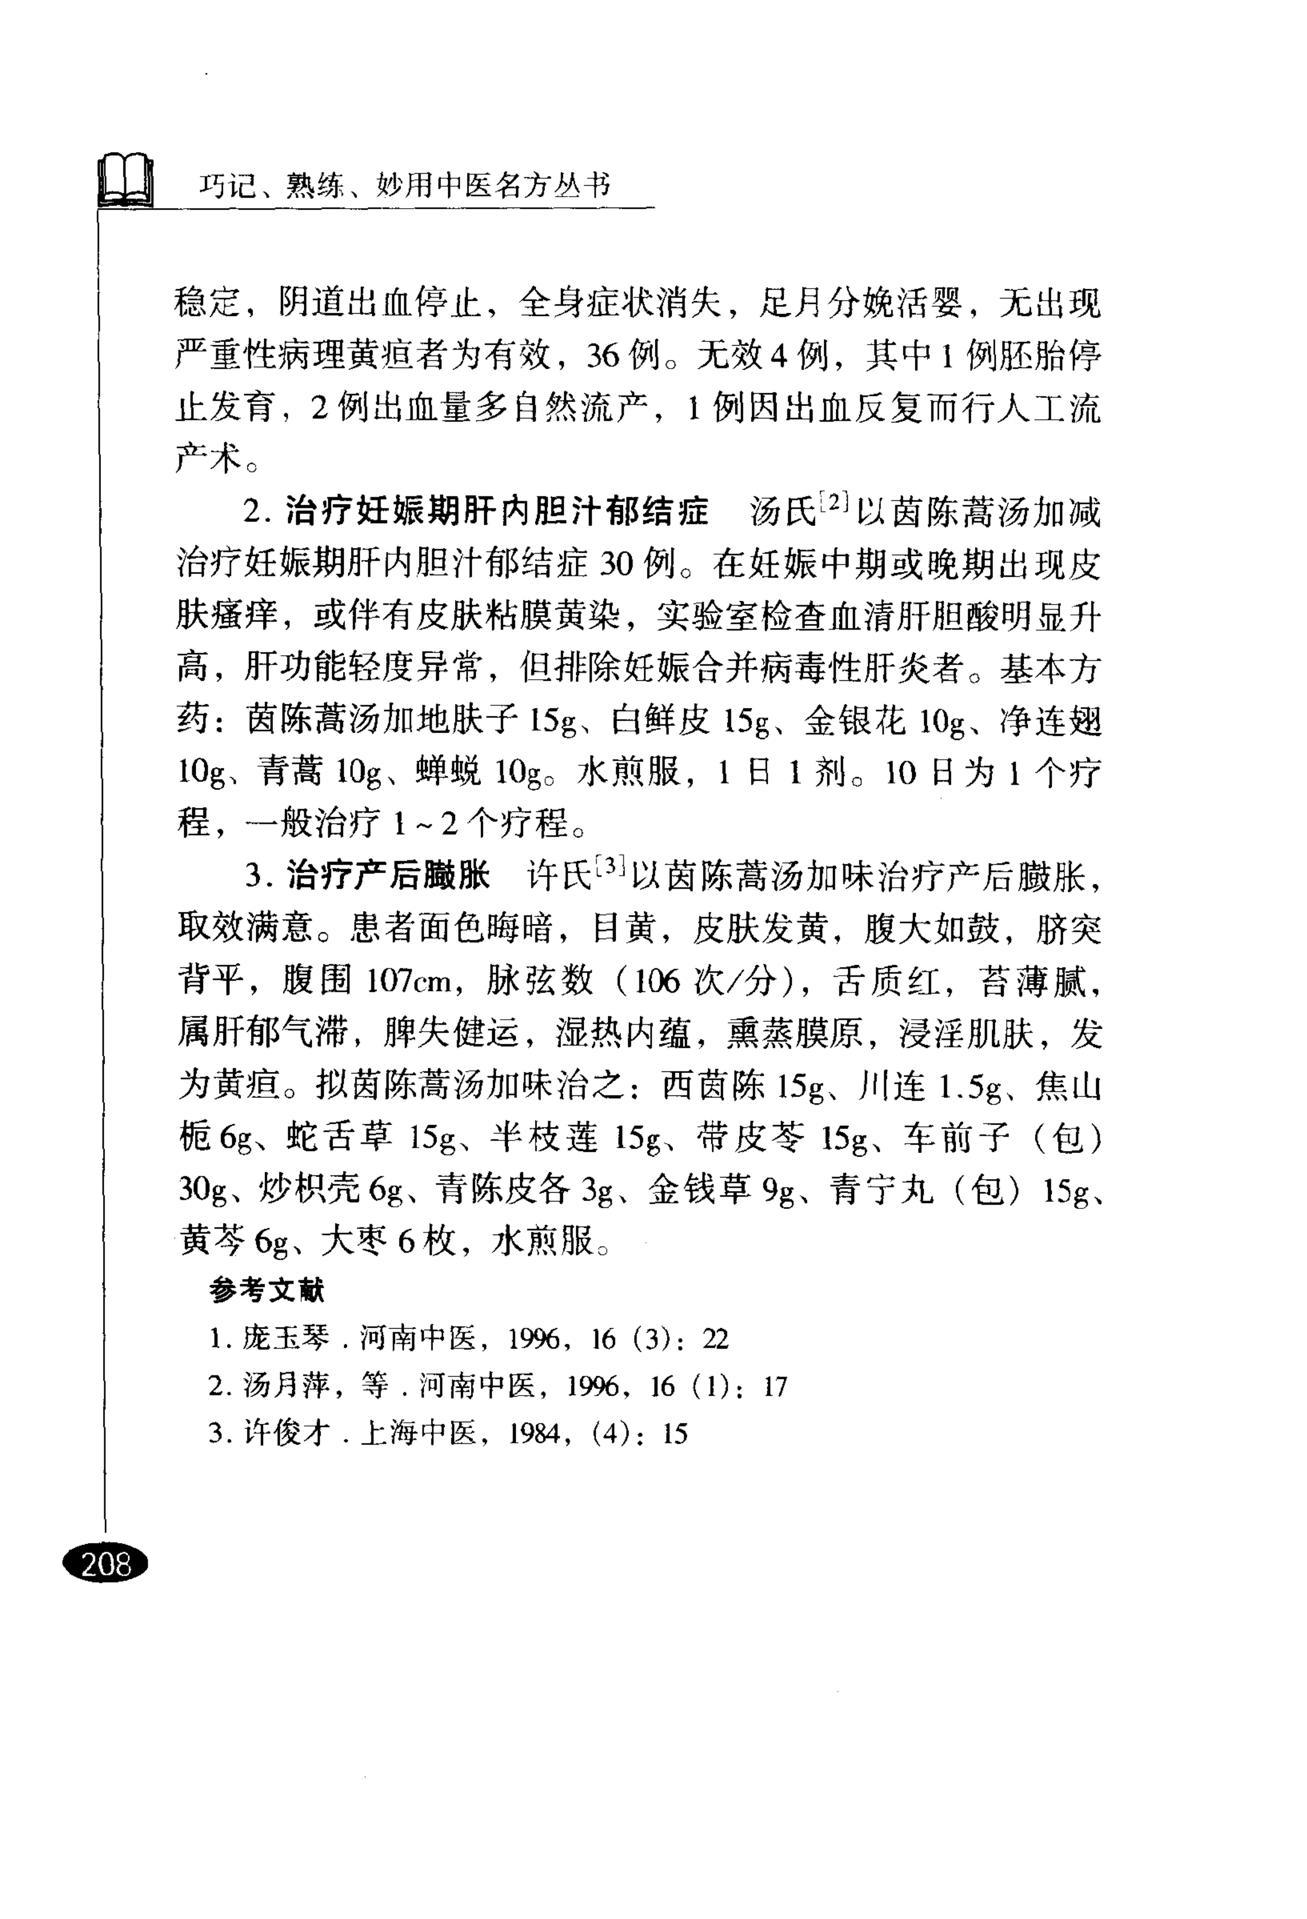 巧记、熟练、妙用中医名方丛书
稳定，阴道出血停止，全身症状消失，足月分娩活婴，无出现
严重性病理黄疸者为有效，36例。无效4例，其中1例胚胎停
止发育，2例出血量多自然流产，1例因出血反复而行人工流
产术。
2. 治疗妊娠期肝内胆汁郁结症 汤氏[2]以茵陈蒿汤加减
治疗妊娠期肝内胆汁郁结症30例。在妊娠中期或晚期出现皮
肤瘙痒，或伴有皮肤粘膜黄染，实验室检查血清肝胆酸明显升
高，肝功能轻度异常，但排除妊娠合并病毒性肝炎者。基本方
药：茵陈蒿汤加地肤子15g、白鲜皮15g、金银花10g、净连翘
10g、青蒿10g、蝉蜕10g。水煎服，1日1剂。10日为1个疗
程，一般治疗1~2个疗程。
3. 治疗产后臌胀 许氏[3]以茵陈蒿汤加味治疗产后臌胀，
取效满意。患者面色晦暗，目黄，皮肤发黄，腹大如鼓，脐突
背平，腹围107cm，脉弦数（106次/分），舌质红，苔薄腻，
属肝郁气滞，脾失健运，湿热内蕴，熏蒸膜原，浸淫肌肤，发
为黄疸。拟茵陈蒿汤加味治之：西茵陈15g、川连1.5g、焦山
栀6g、蛇舌草15g、半枝莲15g、带皮苓15g、车前子（包）
30g、炒枳壳6g、青陈皮各3g、金钱草9g、青宁丸（包）15g、
黄芩6g、大枣6枚，水煎服。
参考文献
1. 庞玉琴．河南中医，1996，16（3）：22
2. 汤月萍，等．河南中医，1996，16（1）：17
3. 许俊才．上海中医，1984，（4）：15
208